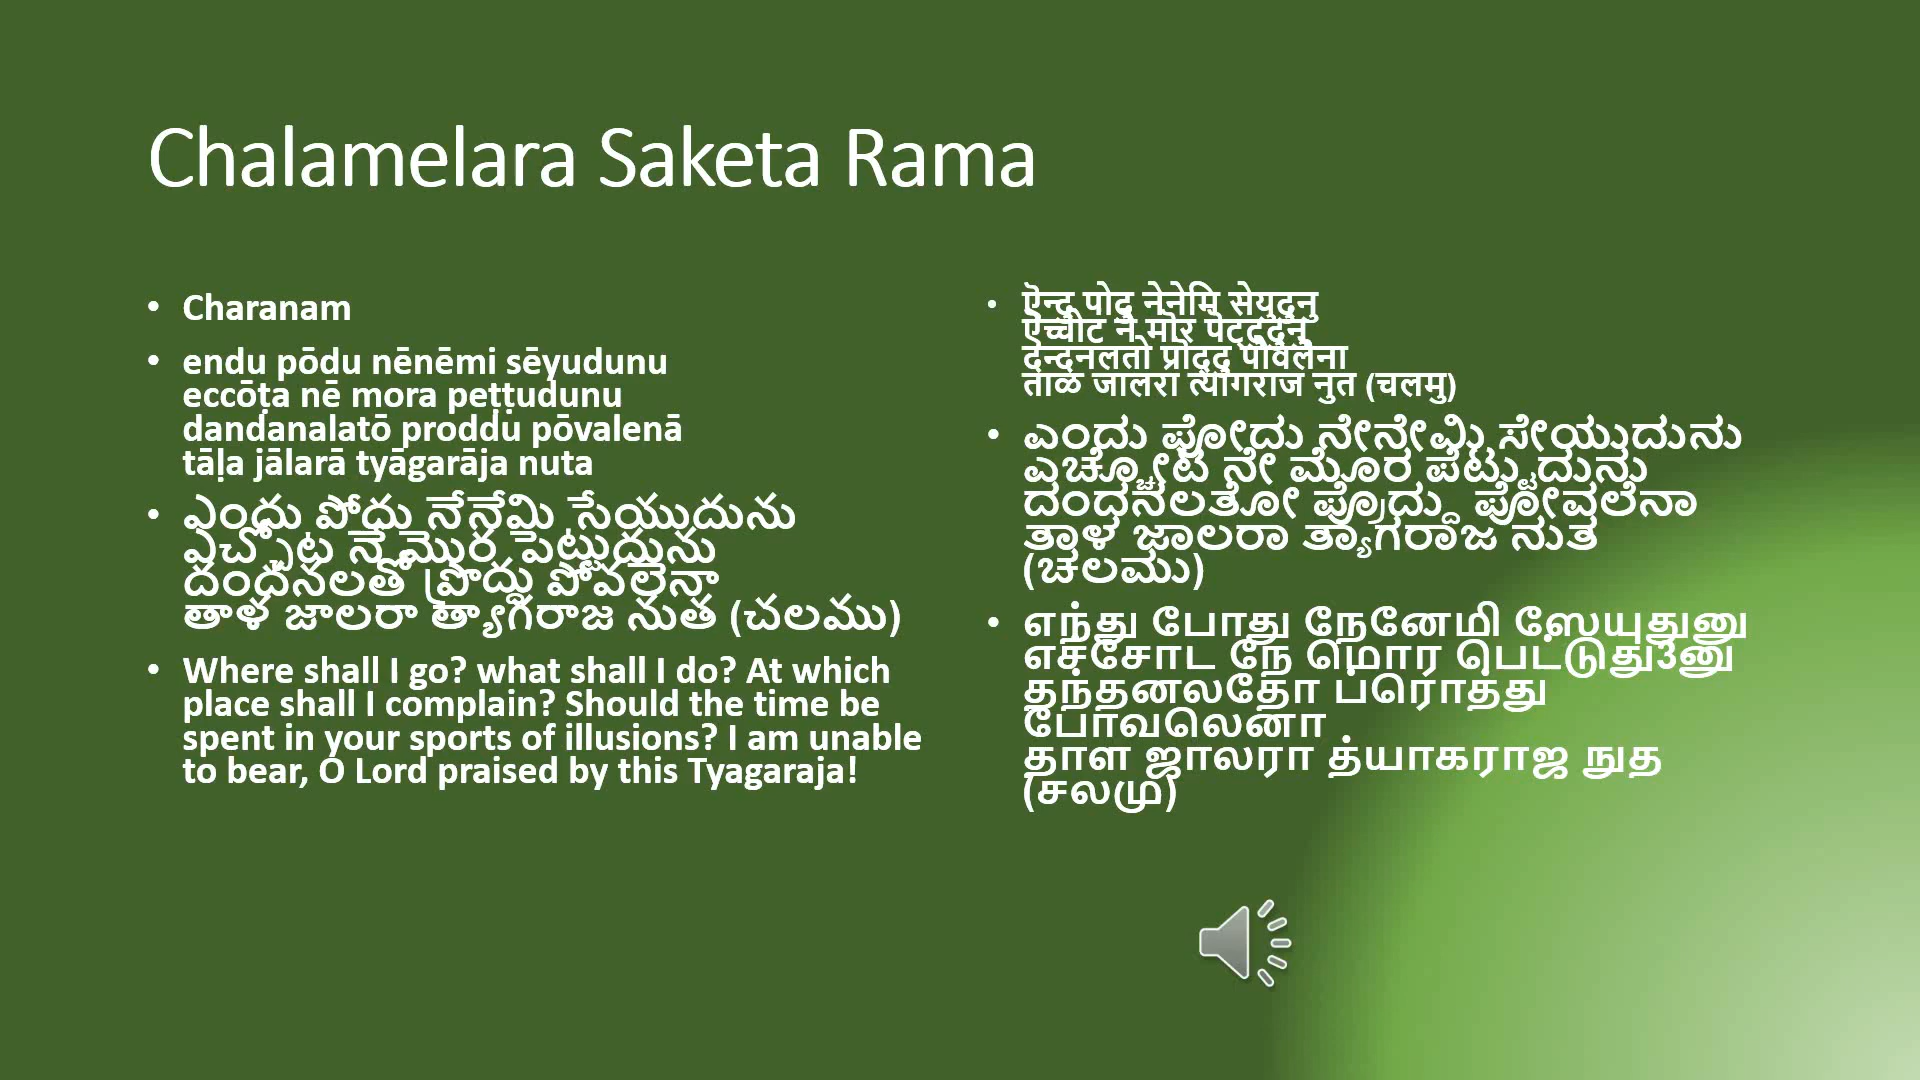 Chalamelara Saketa Rama
• Charanam
• endu pōdu nēnēmi sēyudunu
eccōṭa nē mora peṭṭudunu
dandanalatō proddu pōvalenā
tāḷa jālarā tyāgarāja nuta
• ఎందు పోదు నేనేమి సేయుదును
ఎచ్చోట నే మొర పెట్టుదును
దందనలతో ప్రొద్దు పోవలెనా
తాళ జాలరా త్యాగరాజ నుత (చలము)
• Where shall I go? what shall I do? At which
place shall I complain? Should the time be
spent in your sports of illusions? I am unable
to bear, O Lord praised by this Tyagaraja!
• ऎन्दु पोदु नेनेमि सेयुदुनु
ऎच्चोट ने मॊर पॆट्टुदुनु
दन्दनलतो प्रॊद्दु पोवलॆना
ताळ जालरा त्यागराज नुत (चलमु)
• ಎಂದು ಪೋದು ನೇನೇಮಿ ಸೇಯುದುನು
ಎಚ್ಚೋಟ ನೇ ಮೊರ ಪೆಟ್ಟುದುನು
ದಂದನಲತೋ ಪ್ರೊದ್ದು ಪೋವಲೆನಾ
ತಾಳ ಜಾಲರಾ ತ್ಯಾಗರಾಜ ನುತ
(ಚಲಮು)
• எந்து போது நேனேமி ஸேயுதுனு
எச்சோட நே மொர பெட்டுது3னு
தந்தனலதோ ப்ரொத்து
போவலெனா
தாள ஜாலரா த்யாகராஜ நுத
(சலமு)